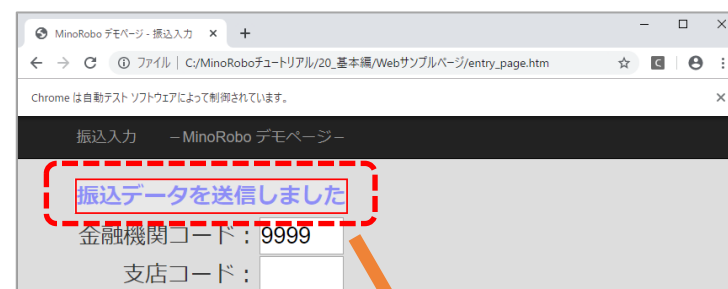 MinoRobo デモページ - 振込入力
ファイル | C:/MinoRoboチュートリアル/20_基本編/Webサンプルページ/entry_page.htm
Chrome は自動テスト ソフトウェアによって制御されています。
振込入力 －MinoRobo デモページ－
振込データを送信しました
金融機関コード：9999
支店コード：